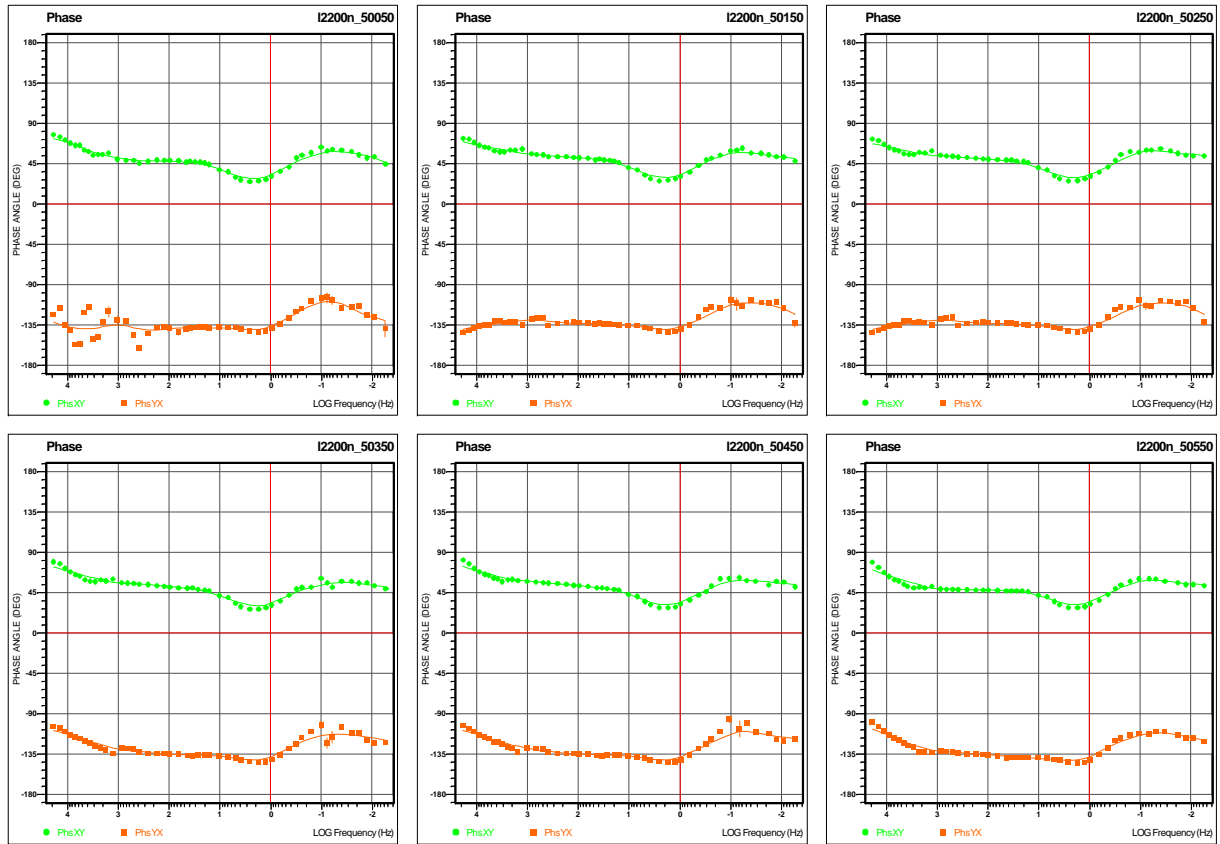 Phase l2200n_50050
180
135
90
45
0
-45
-90
-135
-180
PHASE ANGLE (DEG)
4 3 2 1 0 -1 -2
PhsXY PhsYX LOG Frequency (Hz)
Phase l2200n_50150
180
135
90
45
0
-45
-90
-135
-180
PHASE ANGLE (DEG)
4 3 2 1 0 -1 -2
PhsXY PhsYX LOG Frequency (Hz)
Phase l2200n_50250
180
135
90
45
0
-45
-90
-135
-180
PHASE ANGLE (DEG)
4 3 2 1 0 -1 -2
PhsXY PhsYX LOG Frequency (Hz)
Phase l2200n_50350
180
135
90
45
0
-45
-90
-135
-180
PHASE ANGLE (DEG)
4 3 2 1 0 -1 -2
PhsXY PhsYX LOG Frequency (Hz)
Phase l2200n_50450
180
135
90
45
0
-45
-90
-135
-180
PHASE ANGLE (DEG)
4 3 2 1 0 -1 -2
PhsXY PhsYX LOG Frequency (Hz)
Phase l2200n_50550
180
135
90
45
0
-45
-90
-135
-180
PHASE ANGLE (DEG)
4 3 2 1 0 -1 -2
PhsXY PhsYX LOG Frequency (Hz)